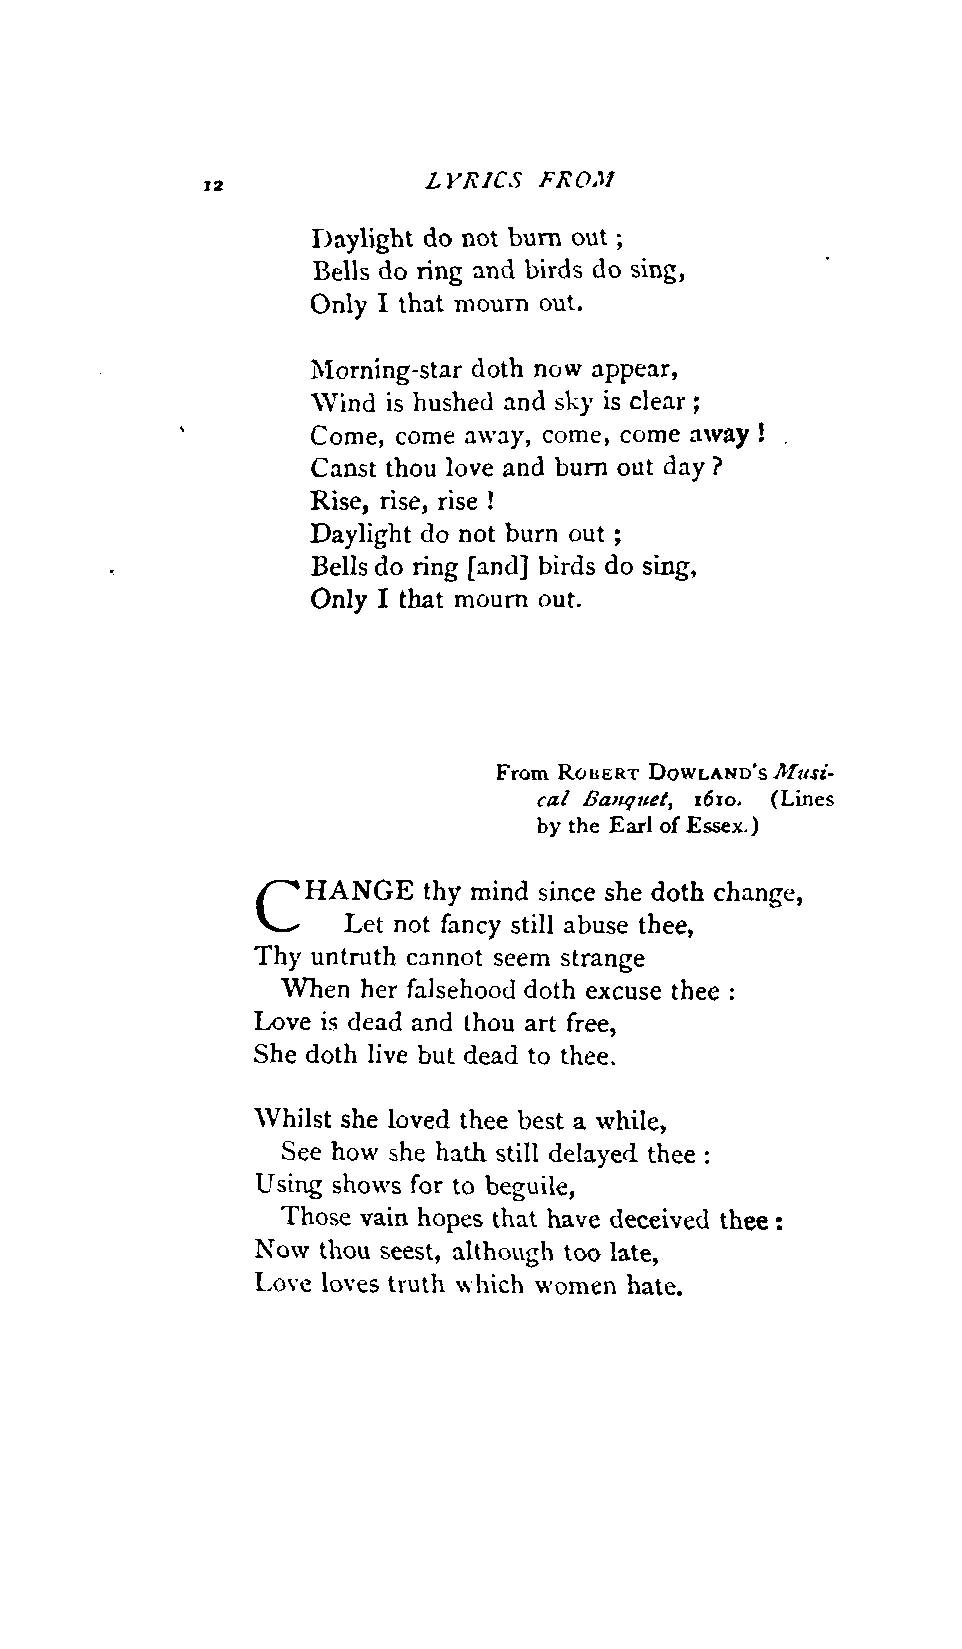 12 LYRICS FROM
Daylight do not burn out ;
Bells do ring and birds do sing,
Only I that mourn out.
Morning-star doth now appear,
Wind is hushed and sky is clear ;
Come, come away, come, come away !
Canst thou love and burn out day ?
Rise, rise, rise !
Daylight do not burn out ;
Bells do ring [and] birds do sing,
Only I that mourn out.
From ROBERT DOWLAND'S Musi-
cal Banquet, 1610. (Lines
by the Earl of Essex.)
CHANGE thy mind since she doth change,
Let not fancy still abuse thee,
Thy untruth cannot seem strange
When her falsehood doth excuse thee :
Love is dead and thou art free,
She doth live but dead to thee.
Whilst she loved thee best a while,
See how she hath still delayed thee :
Using shows for to beguile,
Those vain hopes that have deceived thee :
Now thou seest, although too late,
Love loves truth which women hate.